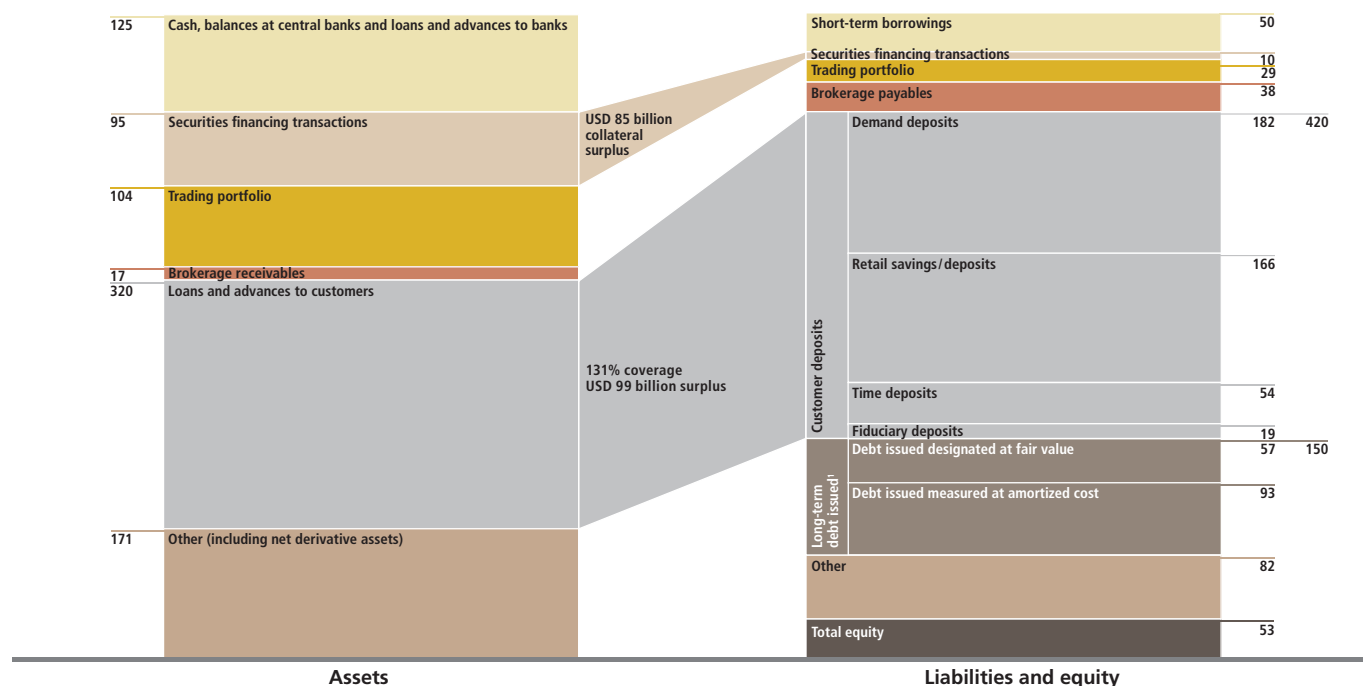 125 Cash, balances at central banks and loans and advances to banks
95 Securities financing transactions
104 Trading portfolio
17 Brokerage receivables
320 Loans and advances to customers
171 Other (including net derivative assets)
Assets
USD 85 billion
collateral
surplus
131% coverage
USD 99 billion surplus
Short-term borrowings 50
Securities financing transactions 10
Trading portfolio 29
Brokerage payables 38
Customer deposits
Demand deposits 182 420
Retail savings/deposits 166
Time deposits 54
Fiduciary deposits 19
Long-term
debt issued¹
Debt issued designated at fair value 57 150
Debt issued measured at amortized cost 93
Other 82
Total equity 53
Liabilities and equity